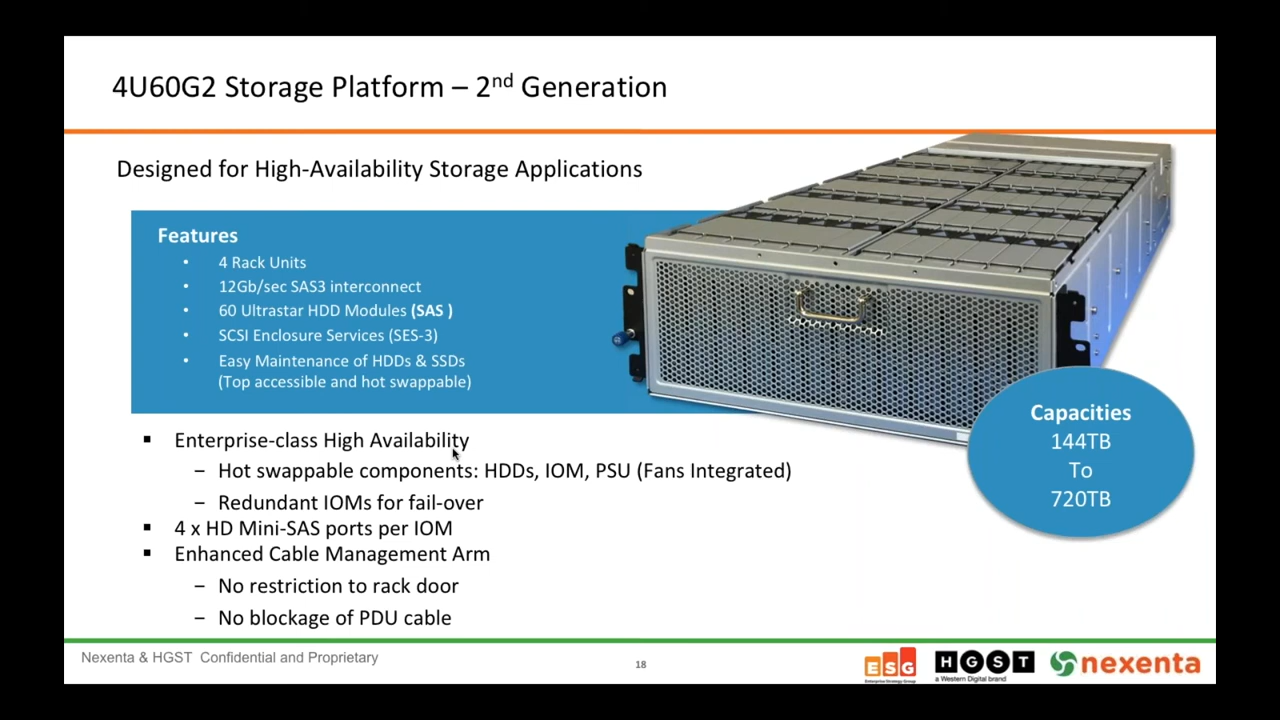 4U60G2 Storage Platform – 2nd Generation
Designed for High-Availability Storage Applications
Features
• 4 Rack Units
• 12Gb/sec SAS3 interconnect
• 60 Ultrastar HDD Modules (SAS )
• SCSI Enclosure Services (SES-3)
• Easy Maintenance of HDDs & SSDs
(Top accessible and hot swappable)
Capacities
144TB
To
720TB
▪ Enterprise-class High Availability
– Hot swappable components: HDDs, IOM, PSU (Fans Integrated)
– Redundant IOMs for fail-over
▪ 4 x HD Mini-SAS ports per IOM
▪ Enhanced Cable Management Arm
– No restriction to rack door
– No blockage of PDU cable
Nexenta & HGST Confidential and Proprietary
18
ESG
Enterprise Strategy Group
HGST
a Western Digital brand
nexenta